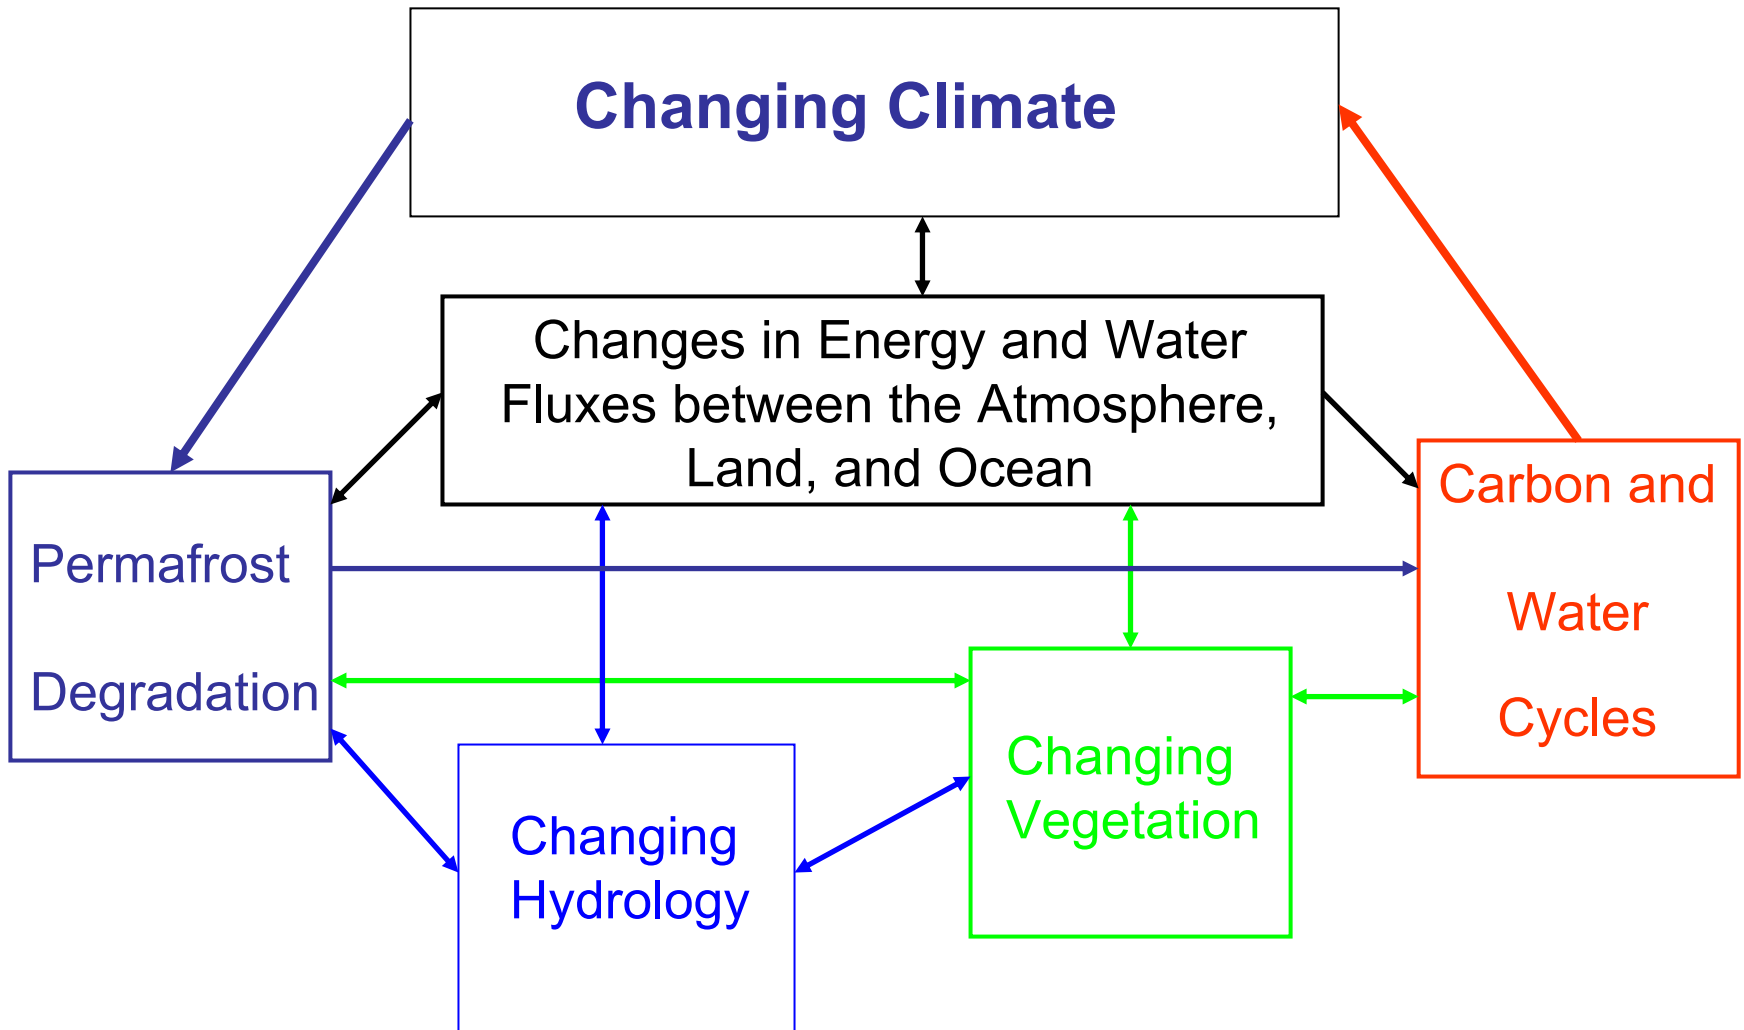 Changing Climate
Changes in Energy and Water
Fluxes between the Atmosphere,
Land, and Ocean
Permafrost
Degradation
Carbon and
Water
Cycles
Changing
Hydrology
Changing
Vegetation